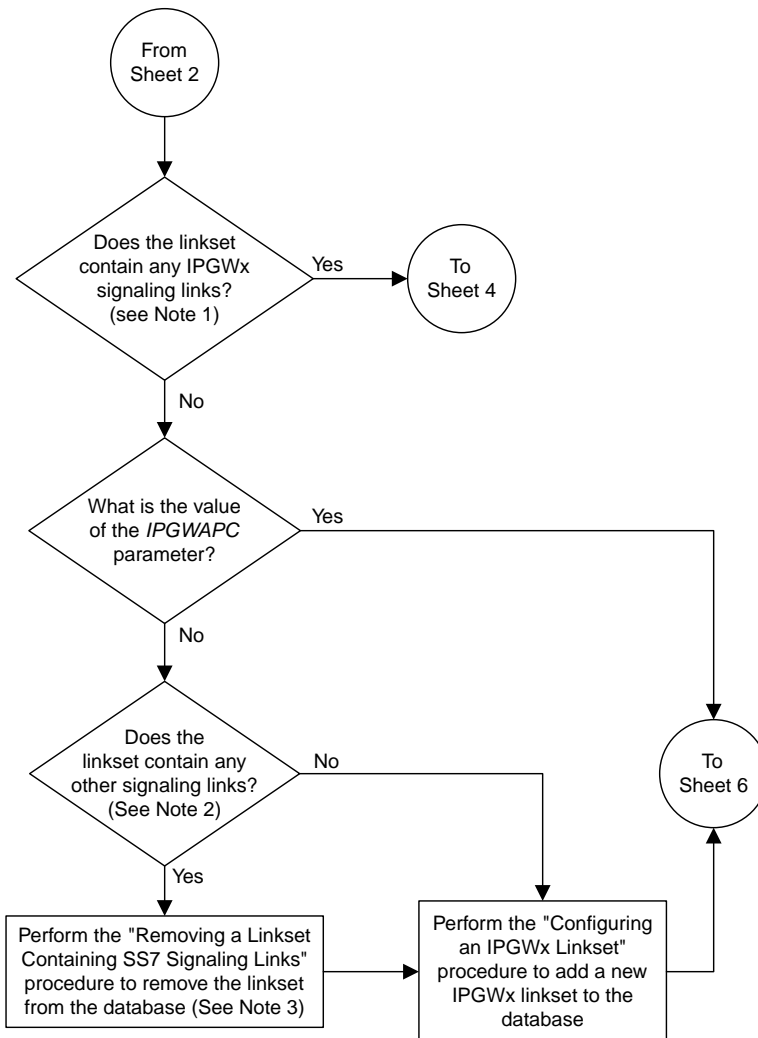 From
Sheet 2
Does the linkset
contain any IPGWx
signaling links?
(see Note 1)
Yes
To
Sheet 4
No
What is the value
of the IPGWAPC
parameter?
Yes
No
Does the
linkset contain any
other signaling links?
(See Note 2)
No
To
Sheet 6
Yes
Perform the "Removing a Linkset
Containing SS7 Signaling Links"
procedure to remove the linkset
from the database (See Note 3)
Perform the "Configuring
an IPGWx Linkset"
procedure to add a new
IPGWx linkset to the
database